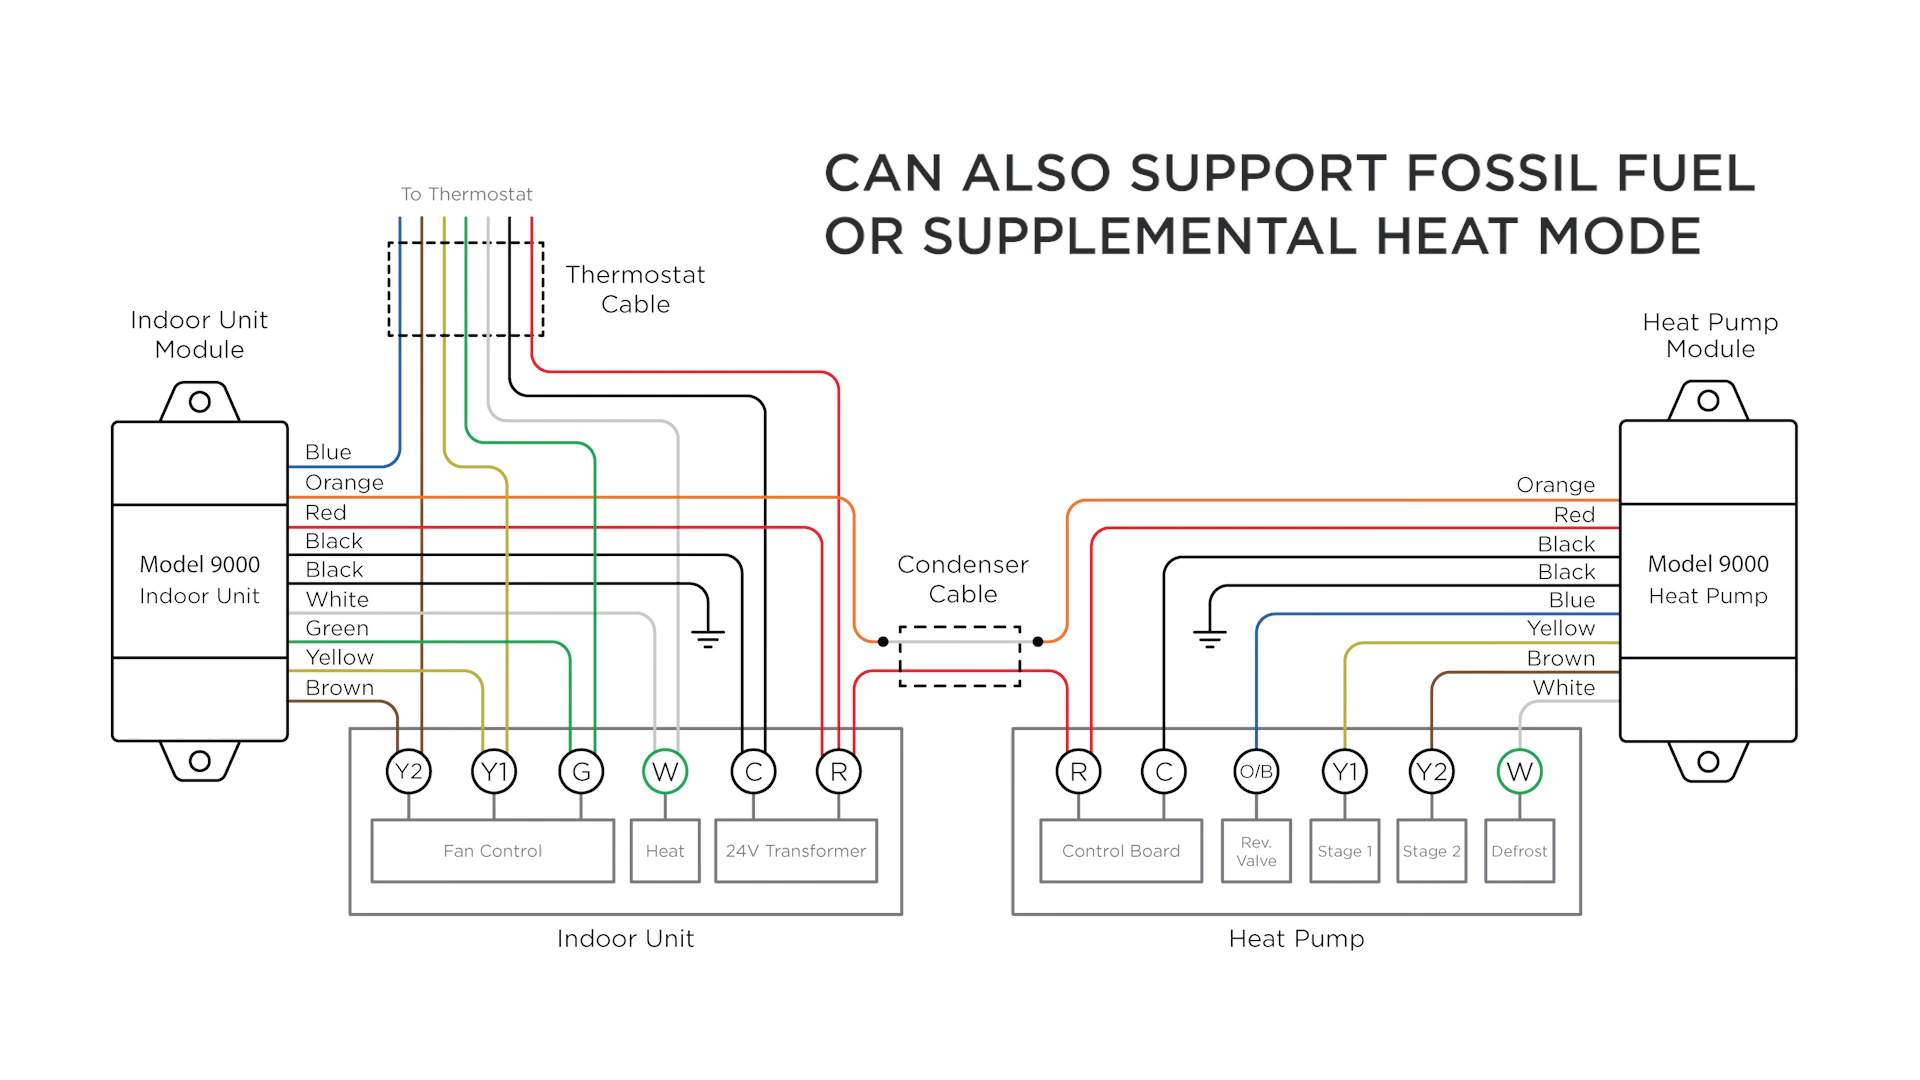 CAN ALSO SUPPORT FOSSIL FUEL
OR SUPPLEMENTAL HEAT MODE
To Thermostat
Thermostat
Cable
Indoor Unit
Module
Heat Pump
Module
Blue
Orange
Red
Black
Black
White
Green
Yellow
Brown
Model 9000
Indoor Unit
Condenser
Cable
Orange
Red
Black
Black
Blue
Yellow
Brown
White
Model 9000
Heat Pump
Y2
Y1
G
W
C
R
Fan Control
Heat
24V Transformer
Indoor Unit
R
C
O/B
Y1
Y2
W
Control Board
Rev.
Valve
Stage 1
Stage 2
Defrost
Heat Pump